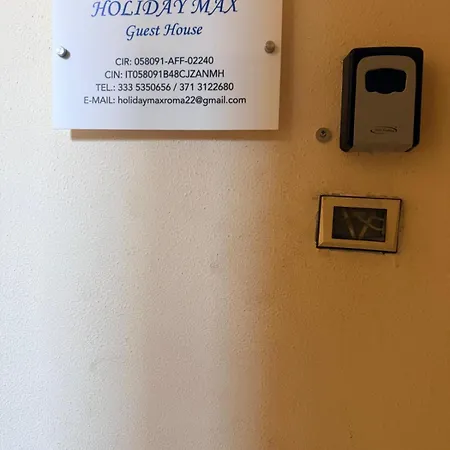 HOLIDAY MAX
Guest House
CIR: 058091-AFF-02240
CIN: IT058091B48CJZANMH
TEL.: 333 5350656 / 371 3122680
E-MAIL: holidaymaxroma22@gmail.com